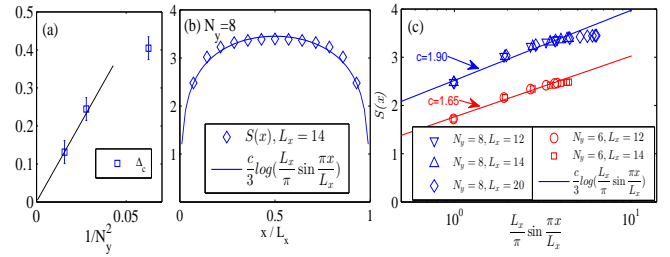 (a)
0.5
0.4
0.3
0.2
0.1
0
0
0.05
1/N_y^2
Δ_c
(b) N_y=8
4
3
2
1
0
0.5
1
x/L_x
S(x), L_x = 14
c/3 log(L_x/π sin πx/L_x)
(c)
S(x)
4
3
2
1
0
10^0
10^1
L_x/π sin πx/L_x
c=1.90
c=1.65
N_y = 8, L_x = 12
N_y = 8, L_x = 14
N_y = 8, L_x = 20
N_y = 6, L_x = 12
N_y = 6, L_x = 14
c/3 log(L_x/π sin πx/L_x)